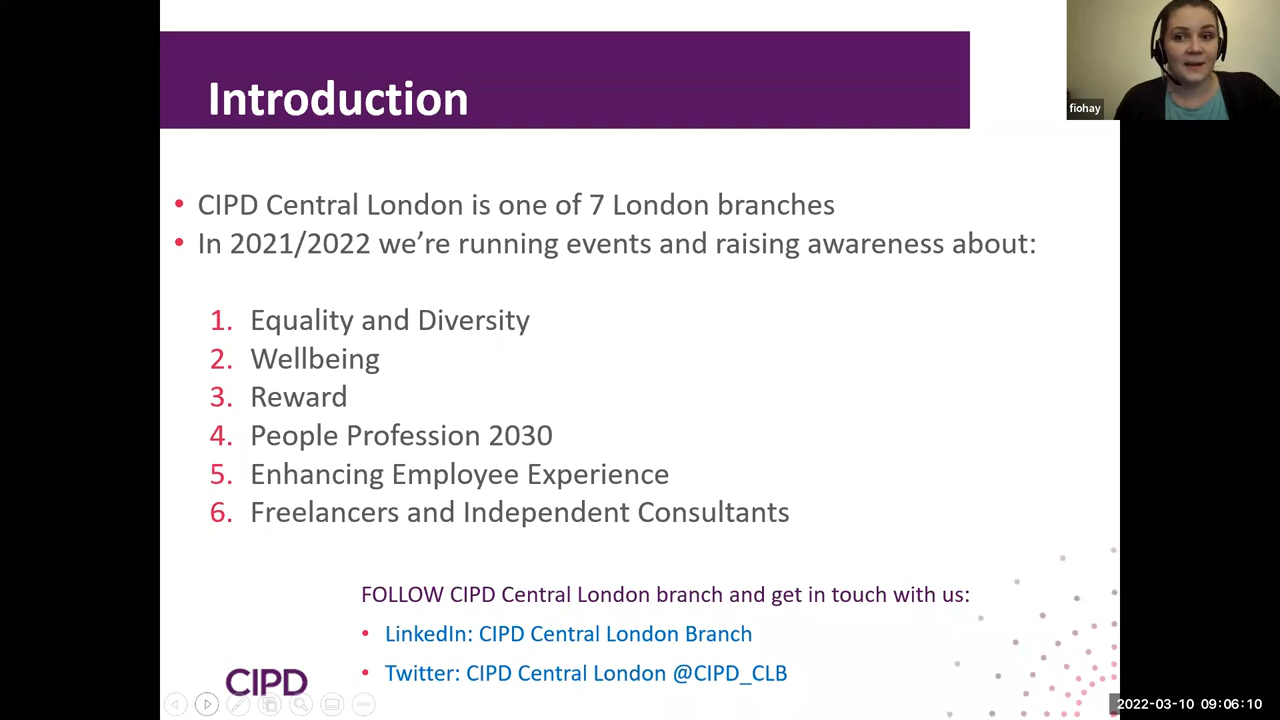 Introduction
fiohay
• CIPD Central London is one of 7 London branches
• In 2021/2022 we’re running events and raising awareness about:
1. Equality and Diversity
2. Wellbeing
3. Reward
4. People Profession 2030
5. Enhancing Employee Experience
6. Freelancers and Independent Consultants
FOLLOW CIPD Central London branch and get in touch with us:
• LinkedIn: CIPD Central London Branch
• Twitter: CIPD Central London @CIPD_CLB
CIPD
2022-03-10 09:06:10